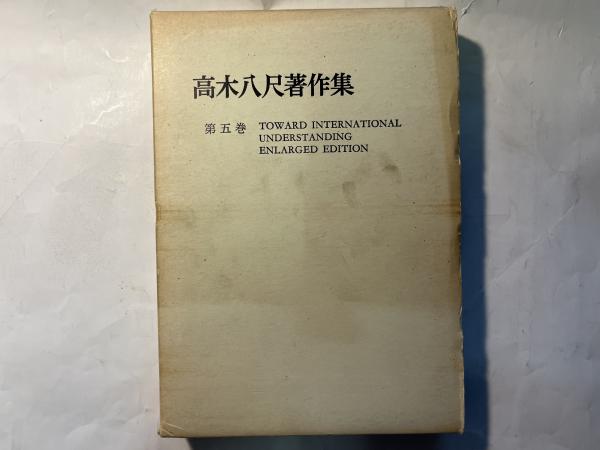 高木八尺著作集
第五巻 TOWARD INTERNATIONAL
UNDERSTANDING
ENLARGED EDITION